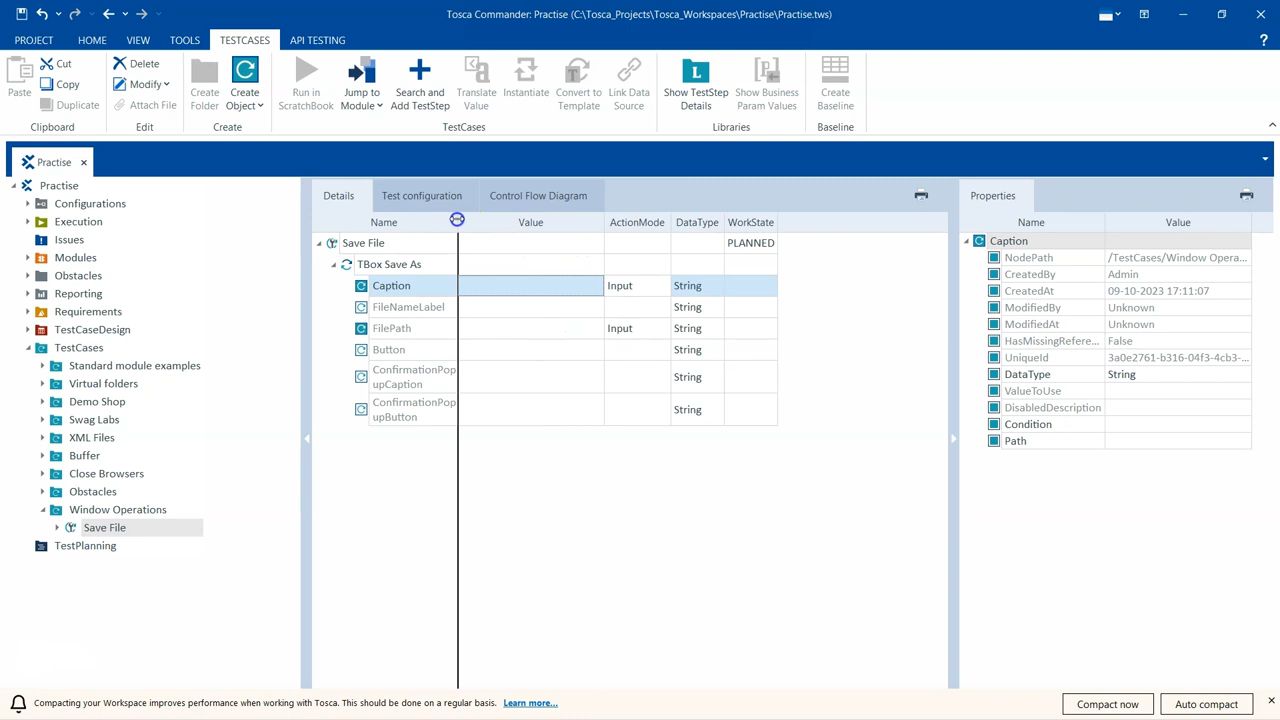 Tosca Commander: Practise (C:\Tosca_Projects\Tosca_Workspaces\Practise\Practise.tws)
PROJECT HOME VIEW TOOLS TESTCASES API TESTING ?
Paste
Cut
Copy
Duplicate
Clipboard
Delete
Modify
Attach File
Edit
Create Folder
Create Object
Create
Run in ScratchBook
Jump to Module
Search and Add TestStep
Translate Value
Instantiate
Convert to Template
Link Data Source
TestCases
Show TestStep Details
Show Business Param Values
Libraries
Create Baseline
Baseline
Practise
Practise
Configurations
Execution
Issues
Modules
Obstacles
Reporting
Requirements
TestCaseDesign
TestCases
Standard module examples
Virtual folders
Demo Shop
Swag Labs
XML Files
Buffer
Close Browsers
Obstacles
Window Operations
Save File
TestPlanning
Details Test configuration Control Flow Diagram
Name Value ActionMode DataType WorkState
Save File PLANNED
TBox Save As
Caption Input String
FileNameLabel String
FilePath Input String
Button String
ConfirmationPop
upCaption String
ConfirmationPop
upButton String
Properties
Name Value
Caption
NodePath /TestCases/Window Opera...
CreatedBy Admin
CreatedAt 09-10-2023 17:11:07
ModifiedBy Unknown
ModifiedAt Unknown
HasMissingRefere... False
UniqueId 3a0e2761-b316-04f3-4cb3-...
DataType String
ValueToUse
DisabledDescription
Condition
Path
Compacting your Workspace improves performance when working with Tosca. This should be done on a regular basis. Learn more... Compact now Auto compact